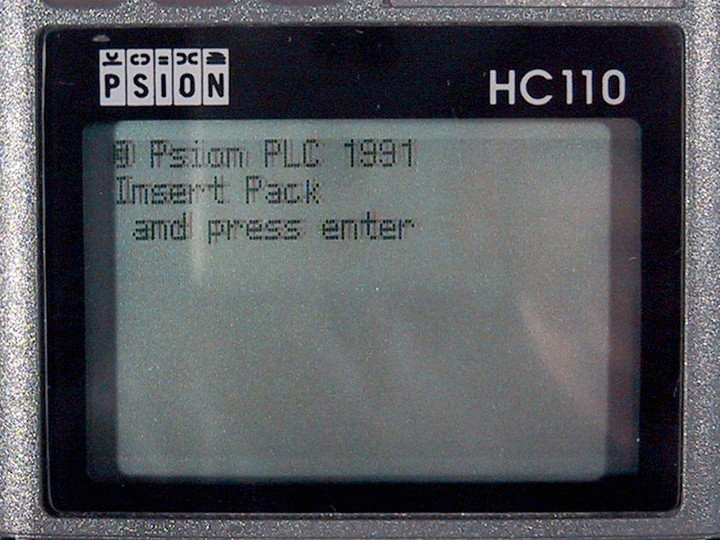 PSION
HC110
© Psion PLC 1991
Insert Pack
and press enter